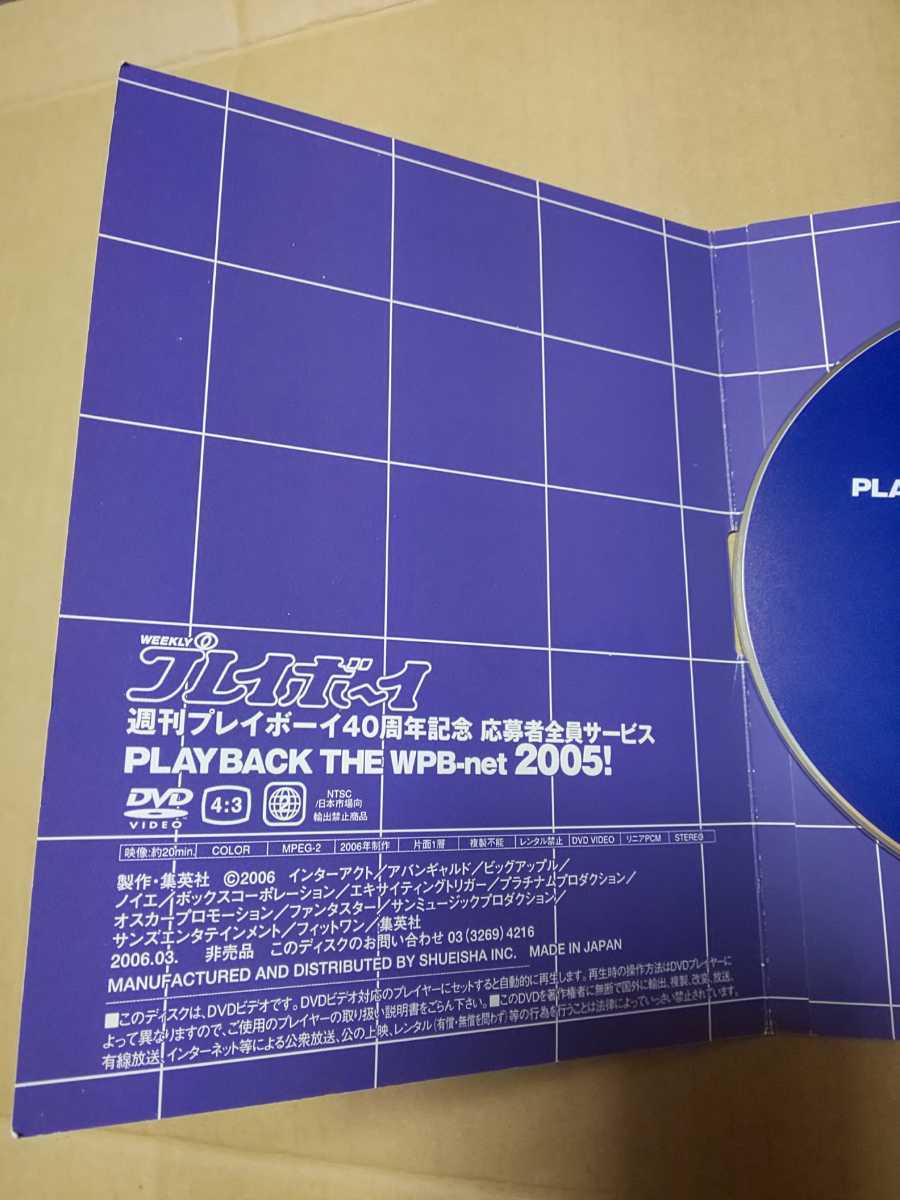 PLA
WEEKLY
プレイボーイ
週刊プレイボーイ40周年記念 応募者全員サービス
PLAYBACK THE WPB-net 2005!
DVD VIDEO 4:3 2 NTSC
/日本市場向
輸出禁止商品
映像:約20min. COLOR MPEG-2 2006年制作 片面1層 複製不能 レンタル禁止 DVD VIDEO リニアPCM STEREO
製作・集英社 ©2006 インターアクト/アバンギャルド/ビッグアップル/
ノイエ/ボックスコーポレーション/エキサイティングトリガー/プラチナムプロダクション/
オスカープロモーション/ファンタスター/サンミュージックプロダクション/
サンズエンタテインメント/フィットワン/集英社
2006.03. 非売品 このディスクのお問い合わせ 03(3269)4216
MANUFACTURED AND DISTRIBUTED BY SHUEISHA INC. MADE IN JAPAN
■このディスクは、DVDビデオです。DVDビデオ対応のプレイヤーにセットすると自動的に再生します。再生時の操作方法はDVDプレイヤーに
よって異なりますので、ご使用のプレイヤーの取り扱い説明書をごらん下さい。■このDVDを著作権者に無断で国外に輸出、複製、改変、放送、
有線放送、インターネット等による公衆放送、公の上映、レンタル(有償・無償を問わず)等の行為を行うことは法律によっていっさい禁止されています。